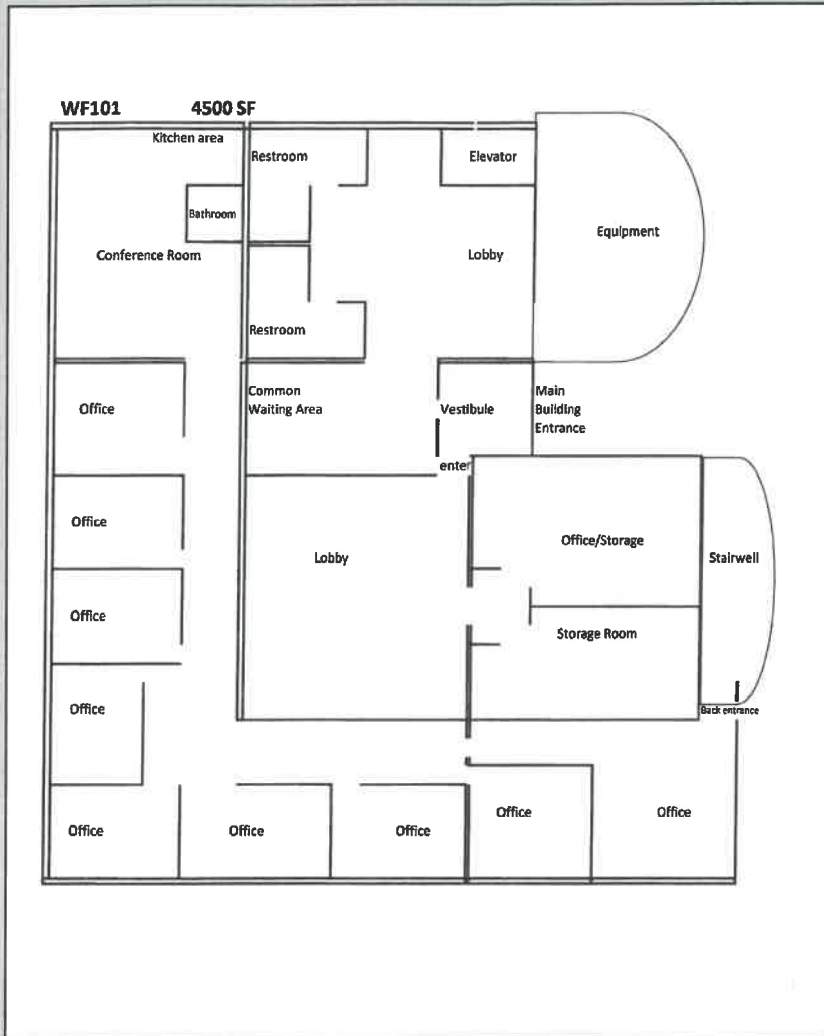 WF101 4500 SF
Kitchen area
Restroom
Elevator
Bathroom
Equipment
Conference Room
Lobby
Restroom
Office
Common
Waiting Area
Vestibule
Main
Building
Entrance
enter
Office
Office/Storage
Lobby
Stairwell
Office
Storage Room
Office
Back entrance
Office
Office
Office
Office
Office